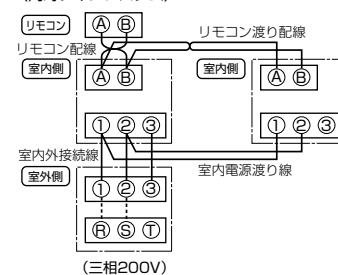 リモコン Ⓐ Ⓑ
リモコン渡り配線
リモコン配線
室内側 Ⓐ Ⓑ 室内側 Ⓐ Ⓑ
① ② ③ ① ② ③
室内外接続線
室内電源渡り線
室外側
① ② ③
Ⓡ Ⓢ Ⓣ
(三相200V)